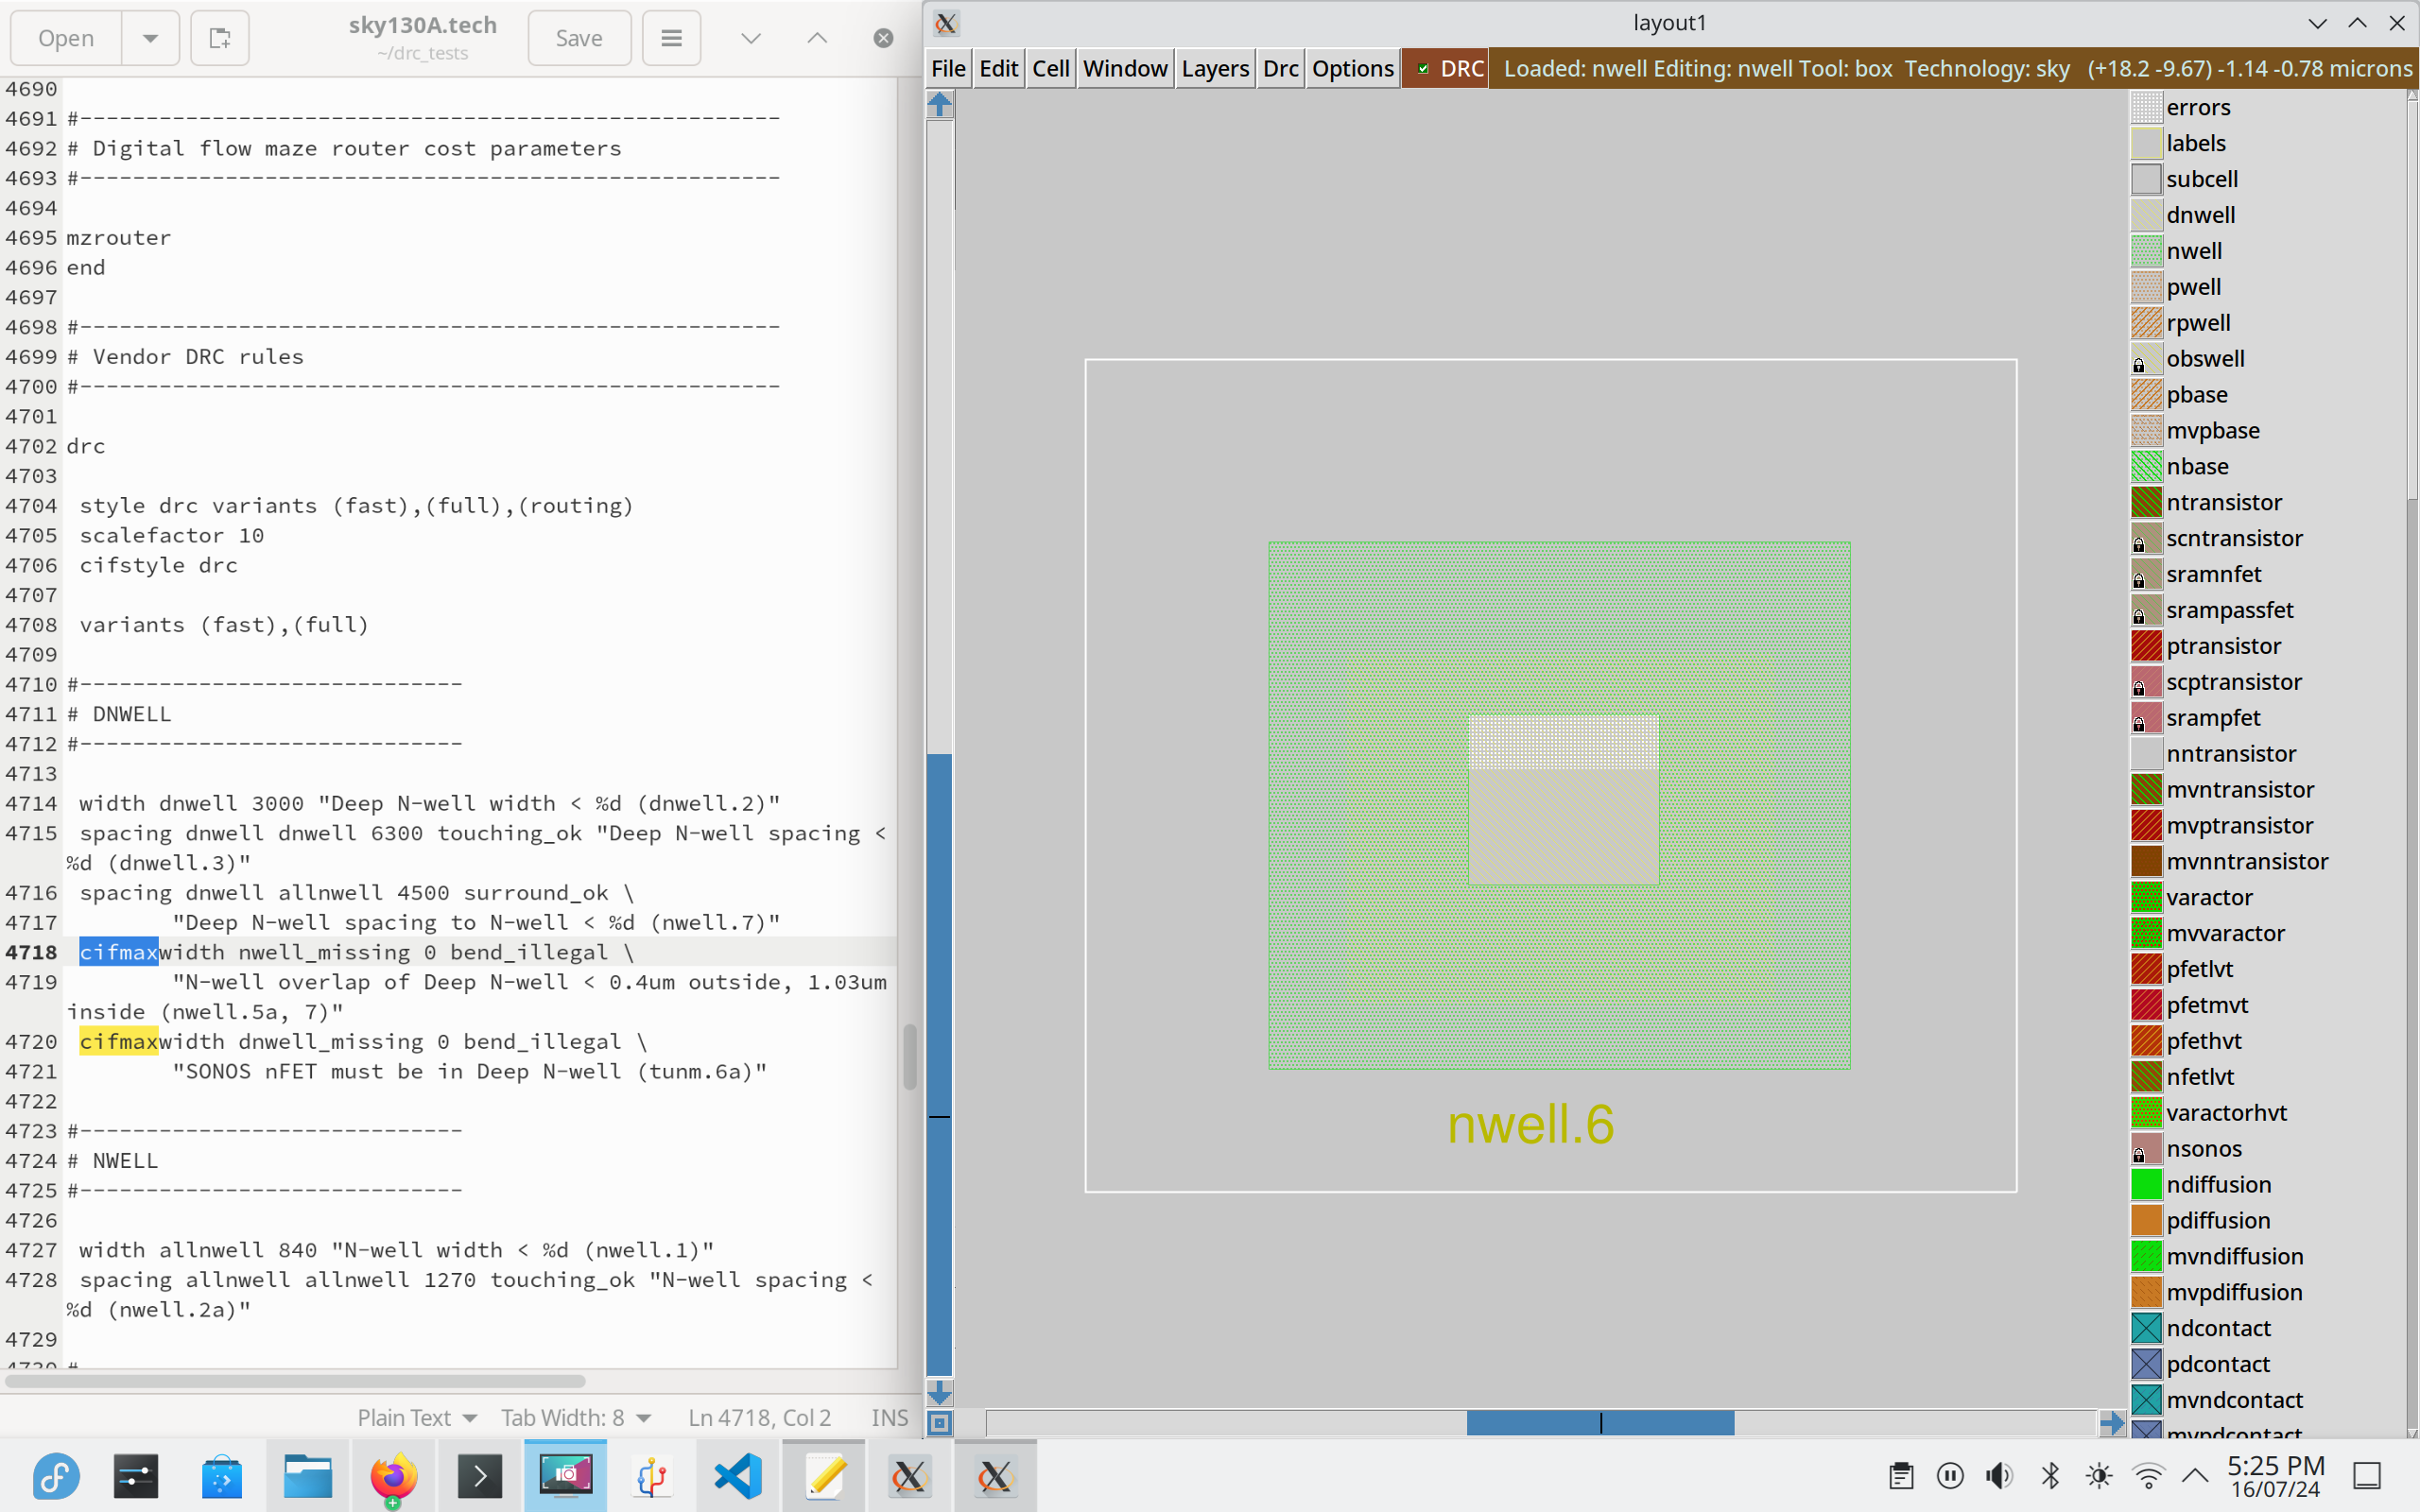 Open
sky130A.tech
~/drc_tests
Save
4690
4691 #-----------------------------------------------------
4692 # Digital flow maze router cost parameters
4693 #-----------------------------------------------------
4694
4695 mzrouter
4696 end
4697
4698 #-----------------------------------------------------
4699 # Vendor DRC rules
4700 #-----------------------------------------------------
4701
4702 drc
4703
4704 style drc variants (fast),(full),(routing)
4705 scalefactor 10
4706 cifstyle drc
4707
4708 variants (fast),(full)
4709
4710 #-----------------------------
4711 # DNWELL
4712 #-----------------------------
4713
4714 width dnwell 3000 "Deep N-well width < %d (dnwell.2)"
4715 spacing dnwell dnwell 6300 touching_ok "Deep N-well spacing <
%d (dnwell.3)"
4716 spacing dnwell allnwell 4500 surround_ok \
4717 "Deep N-well spacing to N-well < %d (nwell.7)"
4718 cifmaxwidth nwell_missing 0 bend_illegal \
4719 "N-well overlap of Deep N-well < 0.4um outside, 1.03um
inside (nwell.5a, 7)"
4720 cifmaxwidth dnwell_missing 0 bend_illegal \
4721 "SONOS nFET must be in Deep N-well (tunm.6a)"
4722
4723 #-----------------------------
4724 # NWELL
4725 #-----------------------------
4726
4727 width allnwell 840 "N-well width < %d (nwell.1)"
4728 spacing allnwell allnwell 1270 touching_ok "N-well spacing <
%d (nwell.2a)"
4729
4730 #
Plain Text
Tab Width: 8
Ln 4718, Col 2
INS
layout1
File Edit Cell Window Layers Drc Options DRC Loaded: nwell Editing: nwell Tool: box Technology: sky (+18.2 -9.67) -1.14 -0.78 microns
nwell.6
errors
labels
subcell
dnwell
nwell
pwell
rpwell
obswell
pbase
mvpbase
nbase
ntransistor
scntransistor
sramnfet
srampassfet
ptransistor
scptransistor
srampfet
nntransistor
mvntransistor
mvptransistor
mvnntransistor
varactor
mvvaractor
pfetlvt
pfetmvt
pfethvt
nfetlvt
varactorhvt
nsonos
ndiffusion
pdiffusion
mvndiffusion
mvpdiffusion
ndcontact
pdcontact
mvndcontact
mvpdcontact
5:25 PM
16/07/24